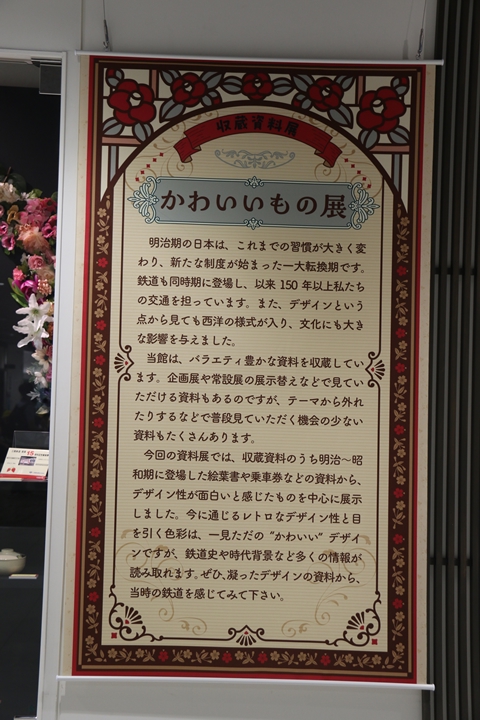 収蔵資料展
かわいいもの展
明治期の日本は、これまでの習慣が大きく変
わり、新たな制度が始まった一大転換期です。
鉄道も同時期に登場し、以来 150 年以上私たち
の交通を担っています。また、デザインという
点から見ても西洋の様式が入り、文化にも大き
な影響を与えました。
当館は、バラエティ豊かな資料を収蔵してい
ます。企画展や常設展の展示替えなどで見てい
ただける資料もあるのですが、テーマから外れ
たりするなどで普段見ていただく機会の少ない
資料もたくさんあります。
今回の資料展では、収蔵資料のうち明治～昭
和期に登場した絵葉書や乗車券などの資料から、
デザイン性が面白いと感じたものを中心に展示
しました。今に通じるレトロなデザイン性と目
を引く色彩は、一見ただの “かわいい” デザイ
ンですが、鉄道史や時代背景など多くの情報が
読み取れます。ぜひ、凝ったデザインの資料から、
当時の鉄道を感じてみて下さい。